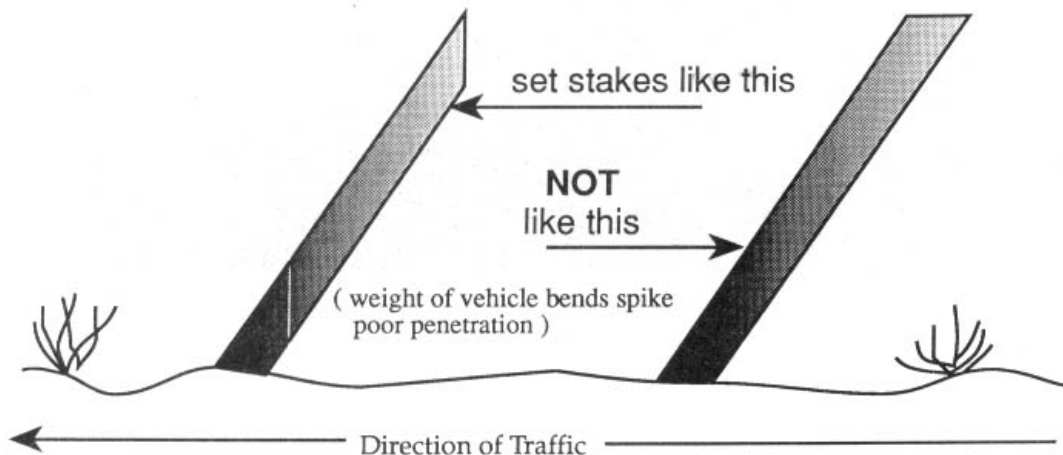 set stakes like this
NOT
like this
( weight of vehicle bends spike
poor penetration )
Direction of Traffic